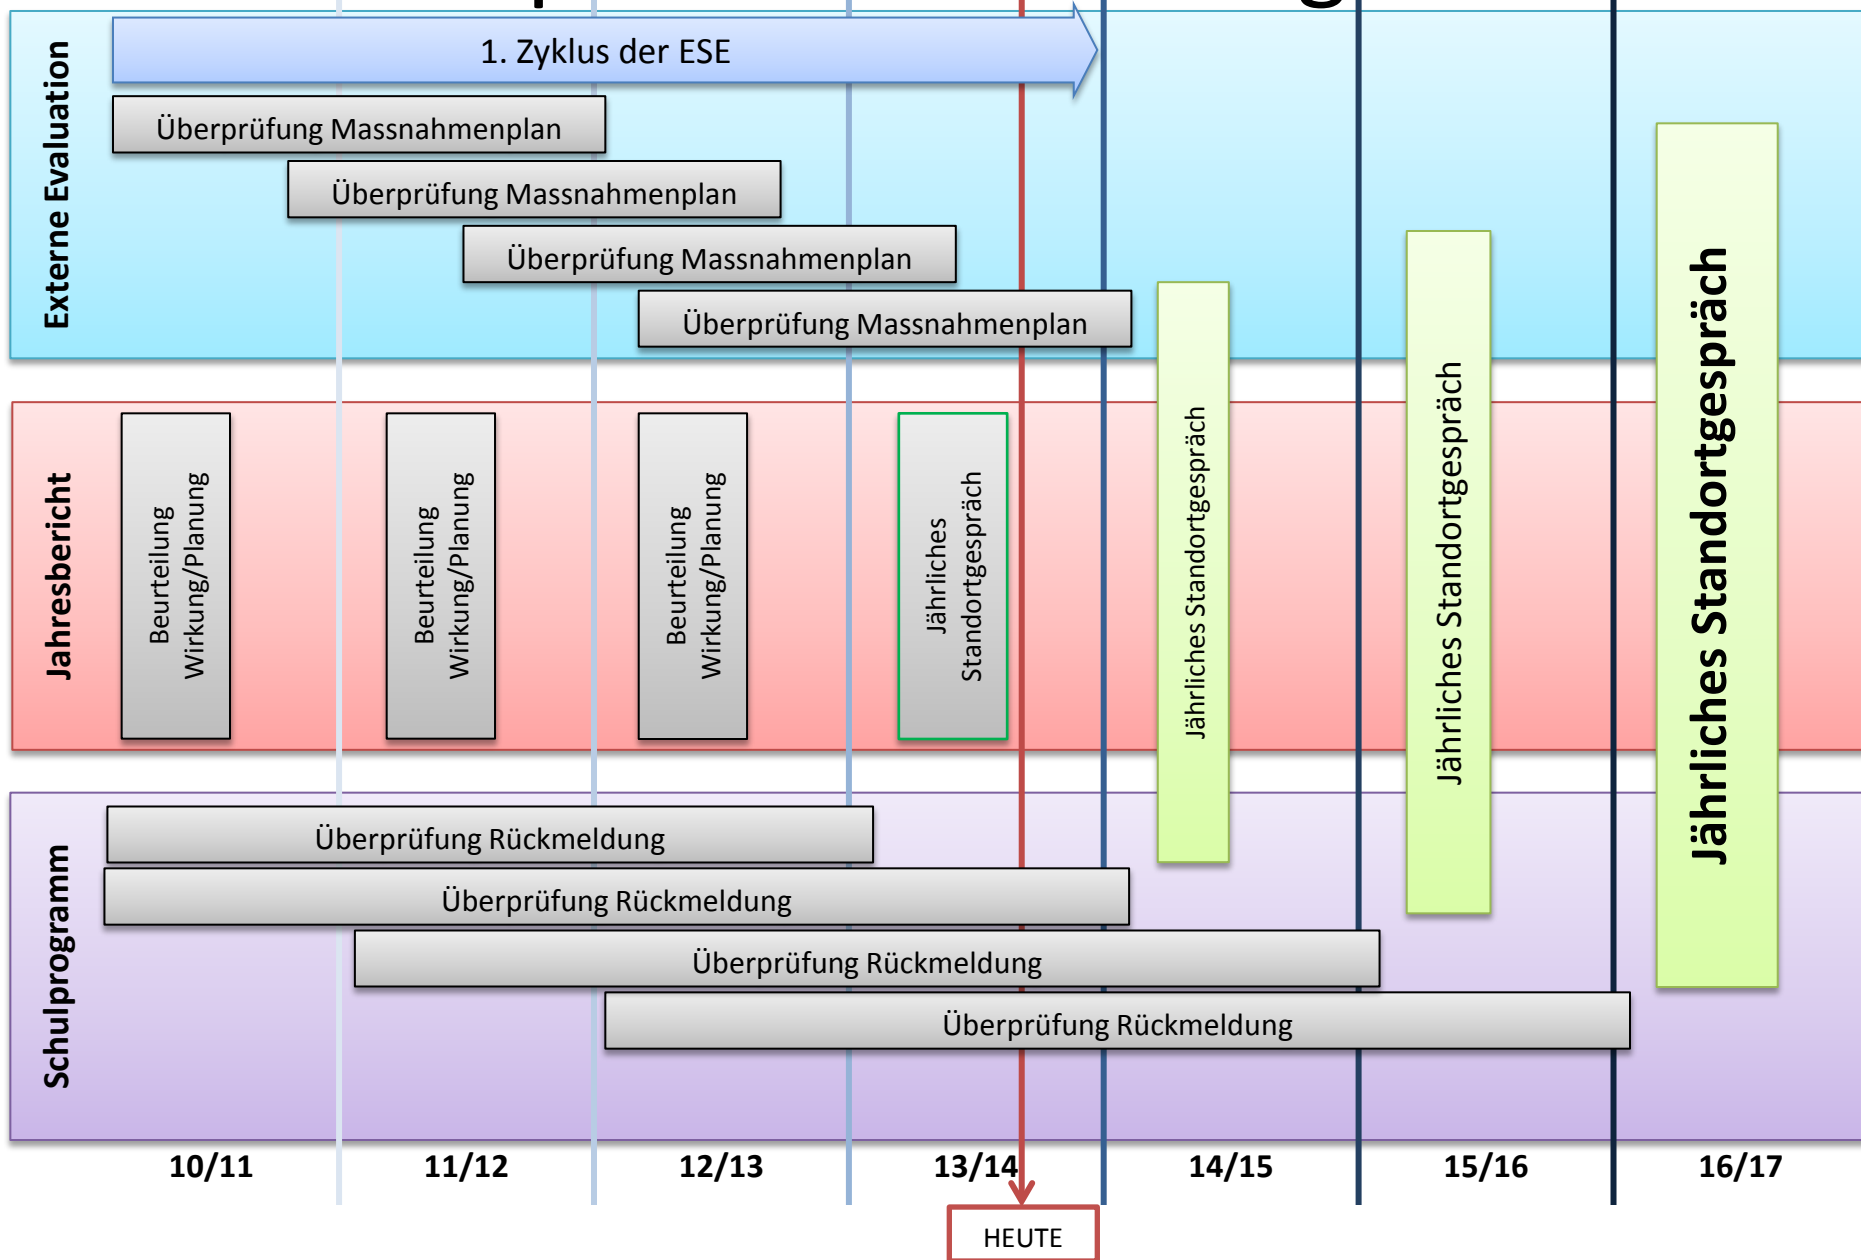 1. Zyklus der ESE
Externe Evaluation
Überprüfung Massnahmenplan
Überprüfung Massnahmenplan
Überprüfung Massnahmenplan
Überprüfung Massnahmenplan
Jahresbericht
Beurteilung
Wirkung/Planung
Beurteilung
Wirkung/Planung
Beurteilung
Wirkung/Planung
Jährliches
Standortgespräch
Jährliches Standortgespräch
Jährliches Standortgespräch
Jährliches Standortgespräch
Schulprogramm
Überprüfung Rückmeldung
Überprüfung Rückmeldung
Überprüfung Rückmeldung
Überprüfung Rückmeldung
10/11 11/12 12/13 13/14 14/15 15/16 16/17
HEUTE